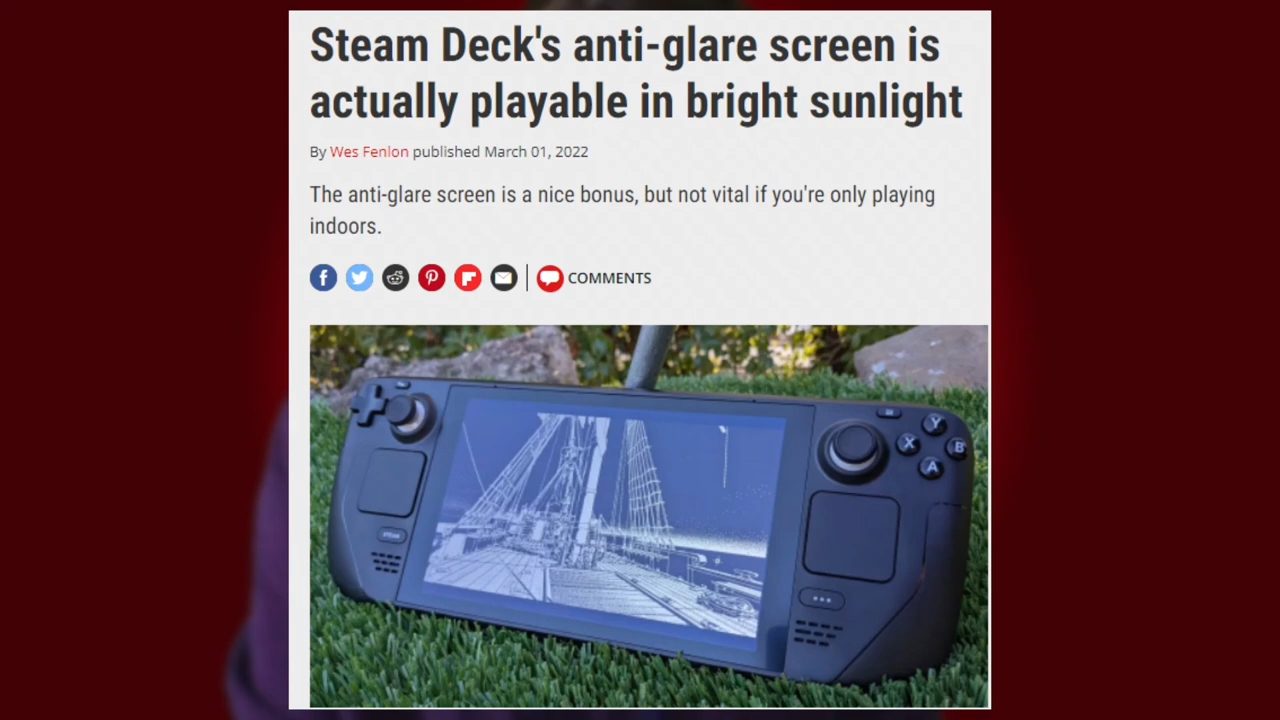 Steam Deck's anti-glare screen is
actually playable in bright sunlight
By Wes Fenlon published March 01, 2022
The anti-glare screen is a nice bonus, but not vital if you're only playing
indoors.
COMMENTS
Y
X
B
A
STEAM